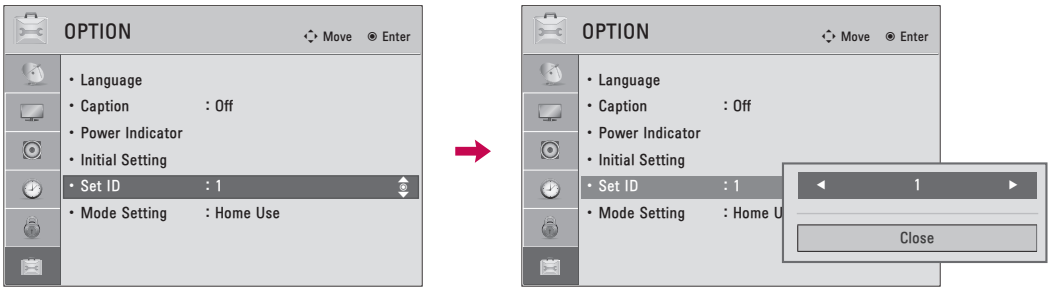 OPTION
Move Enter
• Language
• Caption : Off
• Power Indicator
• Initial Setting
• Set ID : 1
• Mode Setting : Home Use
OPTION
Move Enter
• Language
• Caption : Off
• Power Indicator
• Initial Setting
• Set ID : 1
• Mode Setting : Home U
◀ 1 ▶
Close